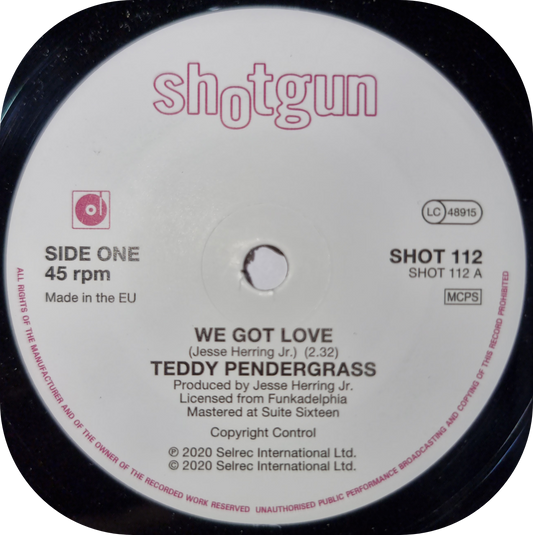 shotgun
SIDE ONE
45 rpm
Made in the EU
LC 48915
SHOT 112
SHOT 112 A
MCPS
WE GOT LOVE
(Jesse Herring Jr.) (2.32)
TEDDY PENDERGRASS
Produced by Jesse Herring Jr.
Licensed from Funkadelphia
Mastered at Suite Sixteen
Copyright Control
℗ 2020 Selrec International Ltd.
© 2020 Selrec International Ltd.
ALL RIGHTS OF THE MANUFACTURER AND OF THE OWNER OF THE RECORDED WORK RESERVED UNAUTHORISED PUBLIC PERFORMANCE BROADCASTING AND COPYING OF THIS RECORD PROHIBITED